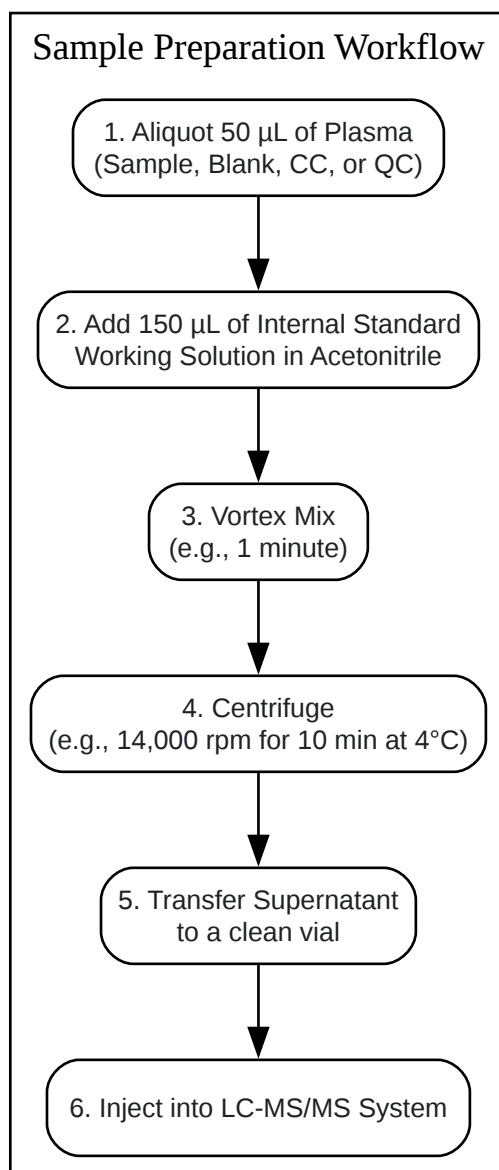 Sample Preparation Workflow
1. Aliquot 50 µL of Plasma
(Sample, Blank, CC, or QC)
2. Add 150 µL of Internal Standard
Working Solution in Acetonitrile
3. Vortex Mix
(e.g., 1 minute)
4. Centrifuge
(e.g., 14,000 rpm for 10 min at 4°C)
5. Transfer Supernatant
to a clean vial
6. Inject into LC-MS/MS System